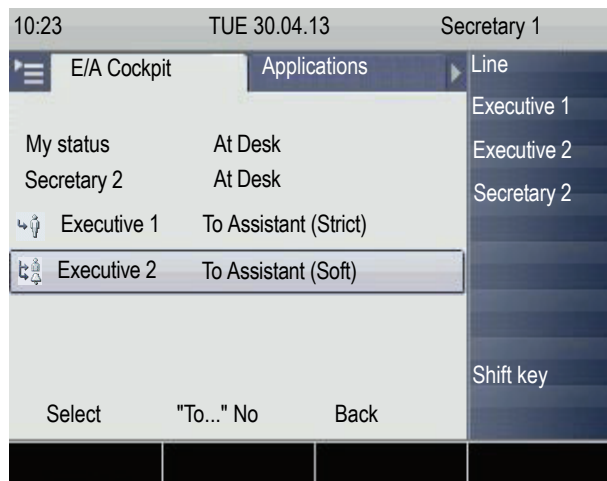 10:23 TUE 30.04.13 Secretary 1
E/A Cockpit Applications Line
Executive 1
My status At Desk Executive 2
Secretary 2 At Desk Secretary 2
Executive 1 To Assistant (Strict)
Executive 2 To Assistant (Soft)
Shift key
Select "To..." No Back